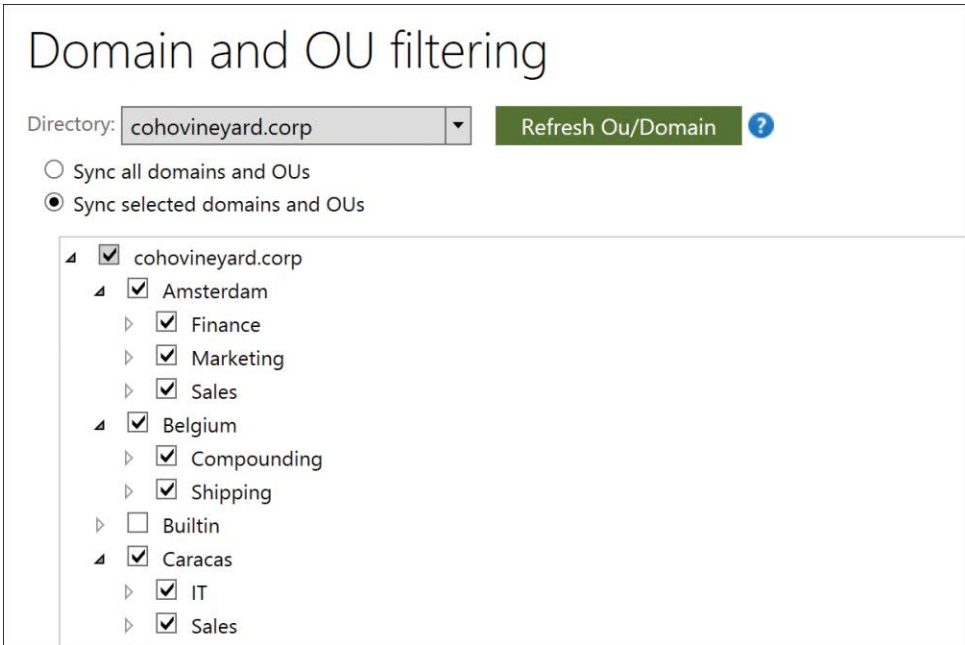 Domain and OU filtering
Directory: cohovineyard.corp Refresh Ou/Domain ?
Sync all domains and OUs
Sync selected domains and OUs
cohovineyard.corp
Amsterdam
Finance
Marketing
Sales
Belgium
Compounding
Shipping
Builtin
Caracas
IT
Sales